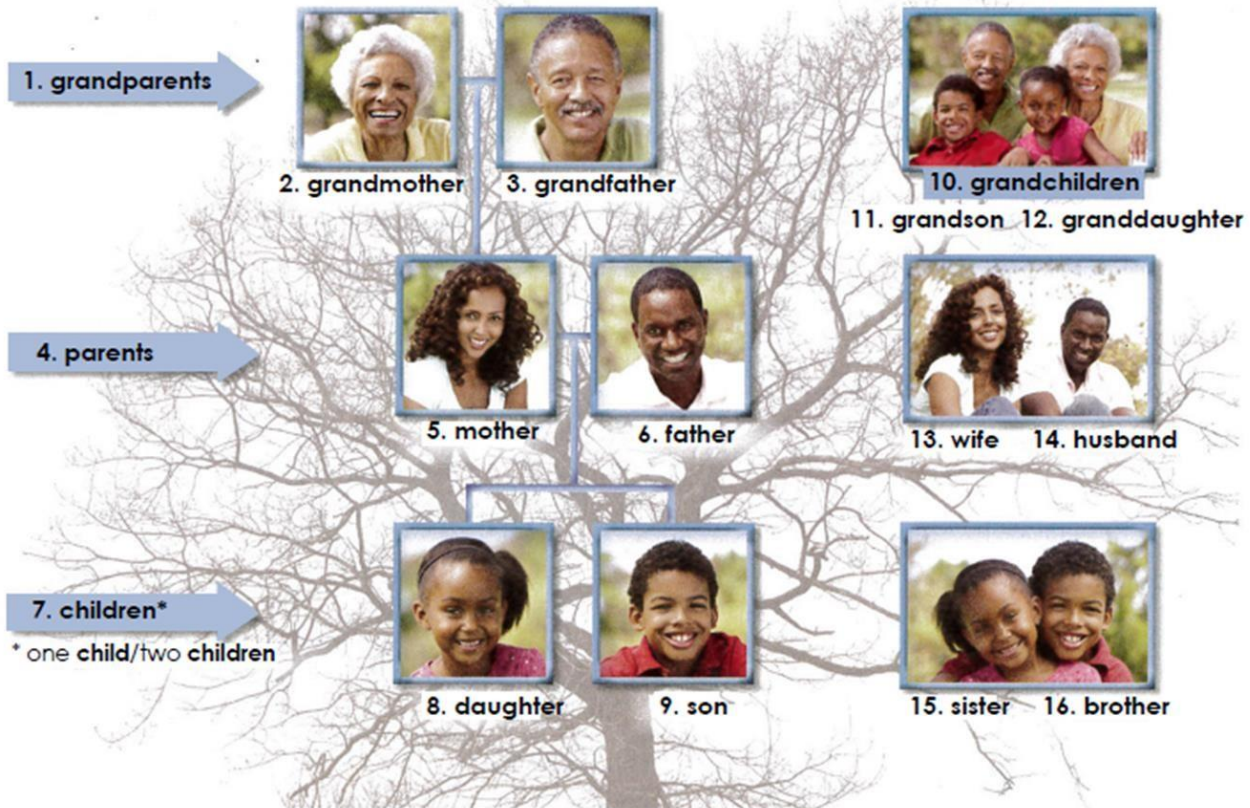 1. grandparents
2. grandmother
3. grandfather
10. grandchildren
11. grandson 12. granddaughter
4. parents
5. mother
6. father
13. wife 14. husband
7. children*
* one child/two children
8. daughter
9. son
15. sister 16. brother